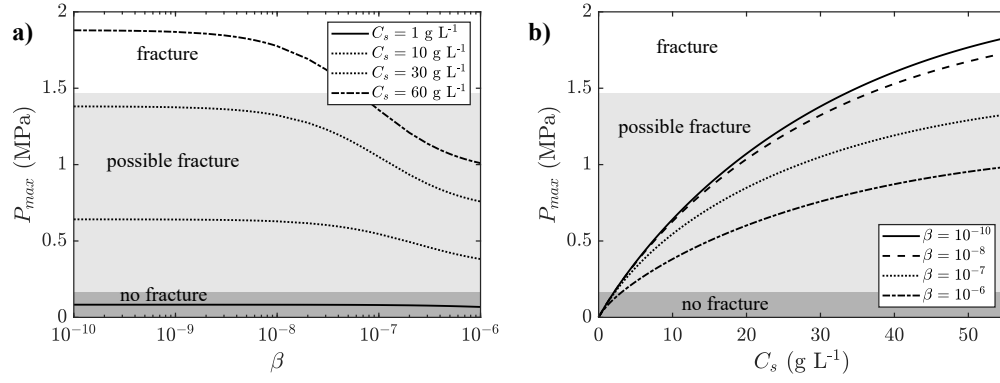 a)
2
1.5
1
0.5
0
P_max (MPa)
fracture
possible fracture
no fracture
C_s = 1 g L^-1
C_s = 10 g L^-1
C_s = 30 g L^-1
C_s = 60 g L^-1
10^-10 10^-9 10^-8 10^-7 10^-6
β
b)
2
1.5
1
0.5
0
P_max (MPa)
fracture
possible fracture
no fracture
β = 10^-10
β = 10^-8
β = 10^-7
β = 10^-6
0 10 20 30 40 50
C_s (g L^-1)